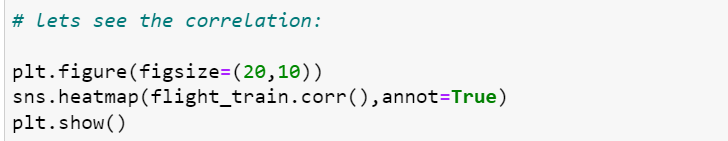 # lets see the correlation:
plt.figure(figsize=(20,10))
sns.heatmap(flight_train.corr(),annot=True)
plt.show()